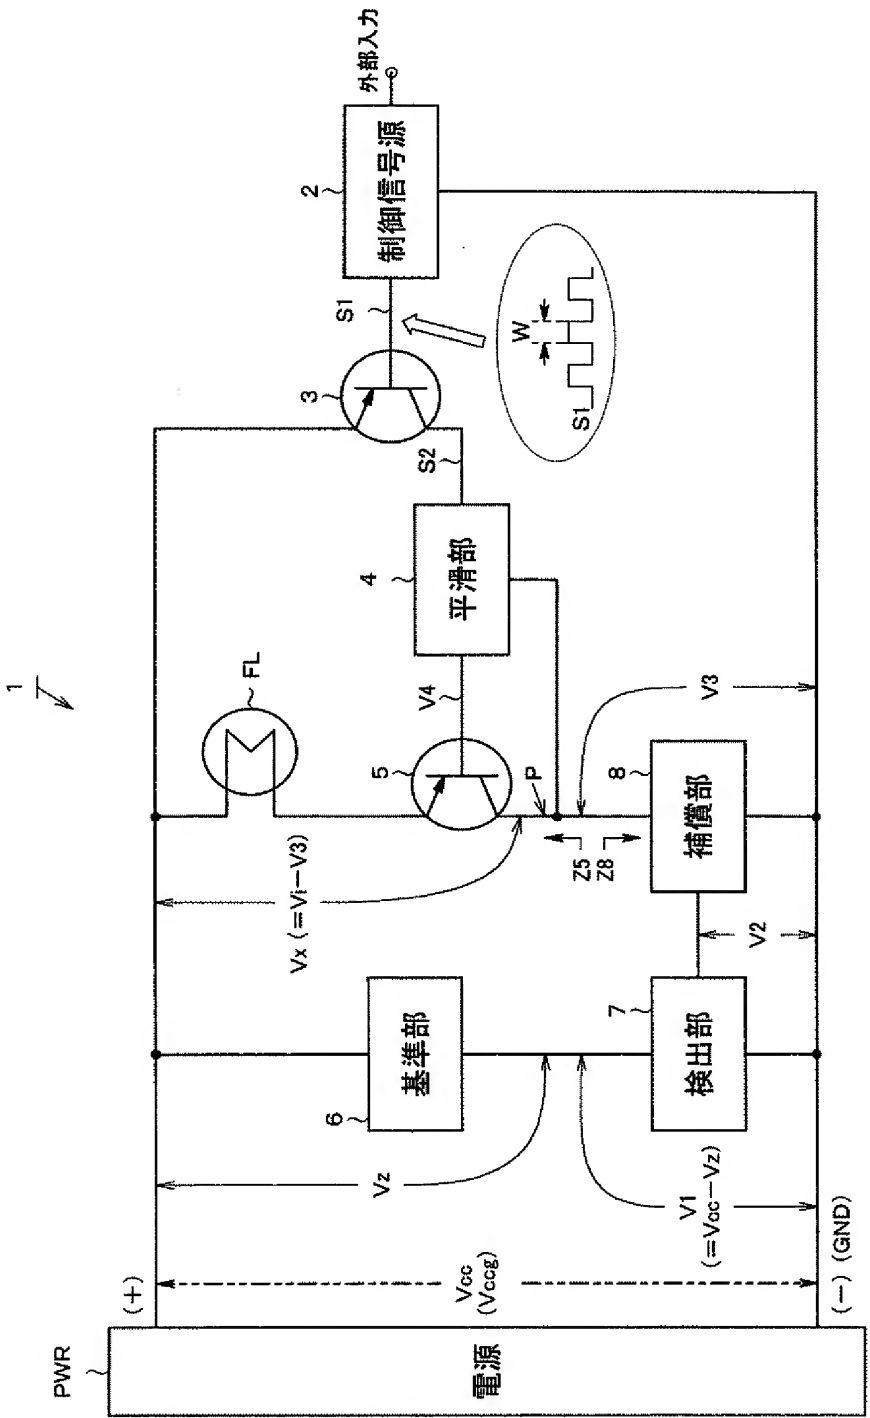 1
PWR
電源
(+)
(−) (GND)
Vcc
(Vccg)
Vz
V1
(=Vcc−Vz)
6
基準部
7
検出部
V2
Vx (=Vi−V3)
FL
5
P
Z5
Z8
8
補償部
V3
V4
4
平滑部
S2
3
S1
W
S1
2
制御信号源
外部入力